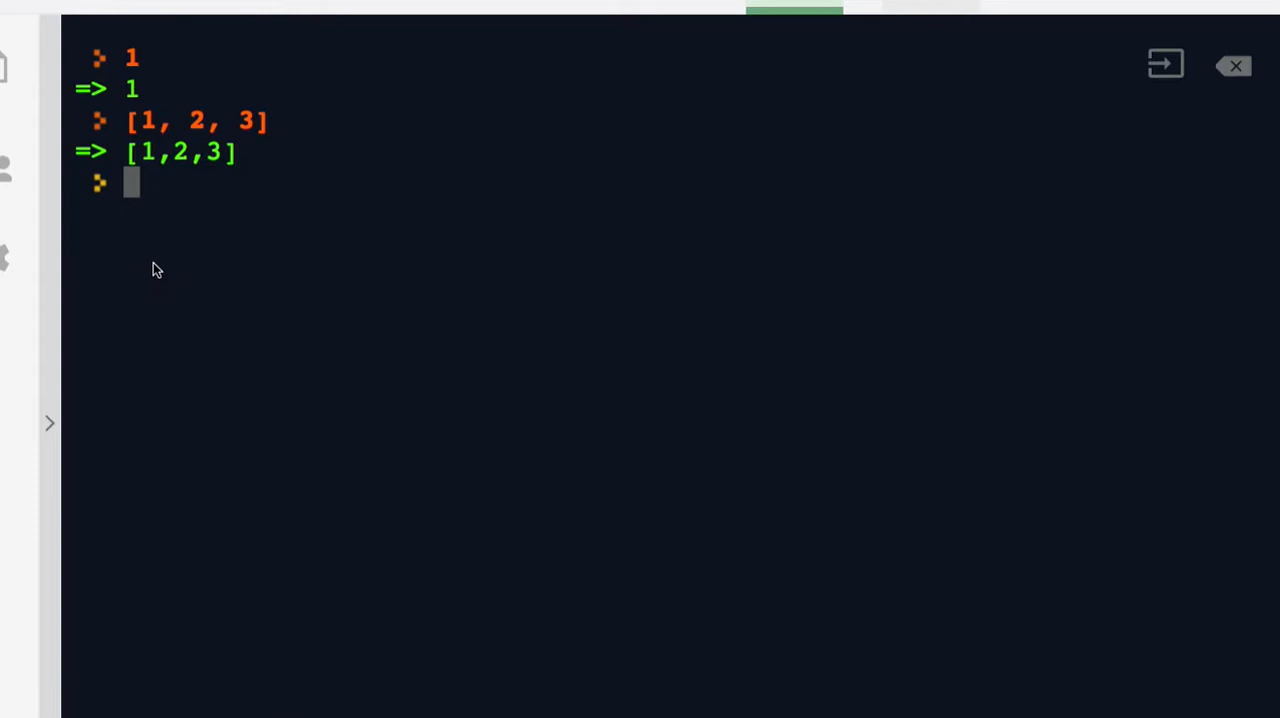 > 1
=> 1
> [1, 2, 3]
=> [1,2,3]
>